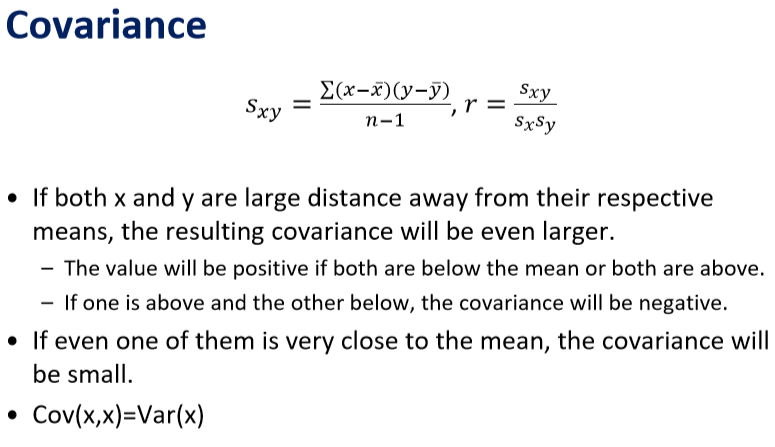 Covariance
s_xy = Σ(x−x̄)(y−ȳ) / n−1 , r = s_xy / s_x s_y
• If both x and y are large distance away from their respective
means, the resulting covariance will be even larger.
– The value will be positive if both are below the mean or both are above.
– If one is above and the other below, the covariance will be negative.
• If even one of them is very close to the mean, the covariance will
be small.
• Cov(x,x)=Var(x)